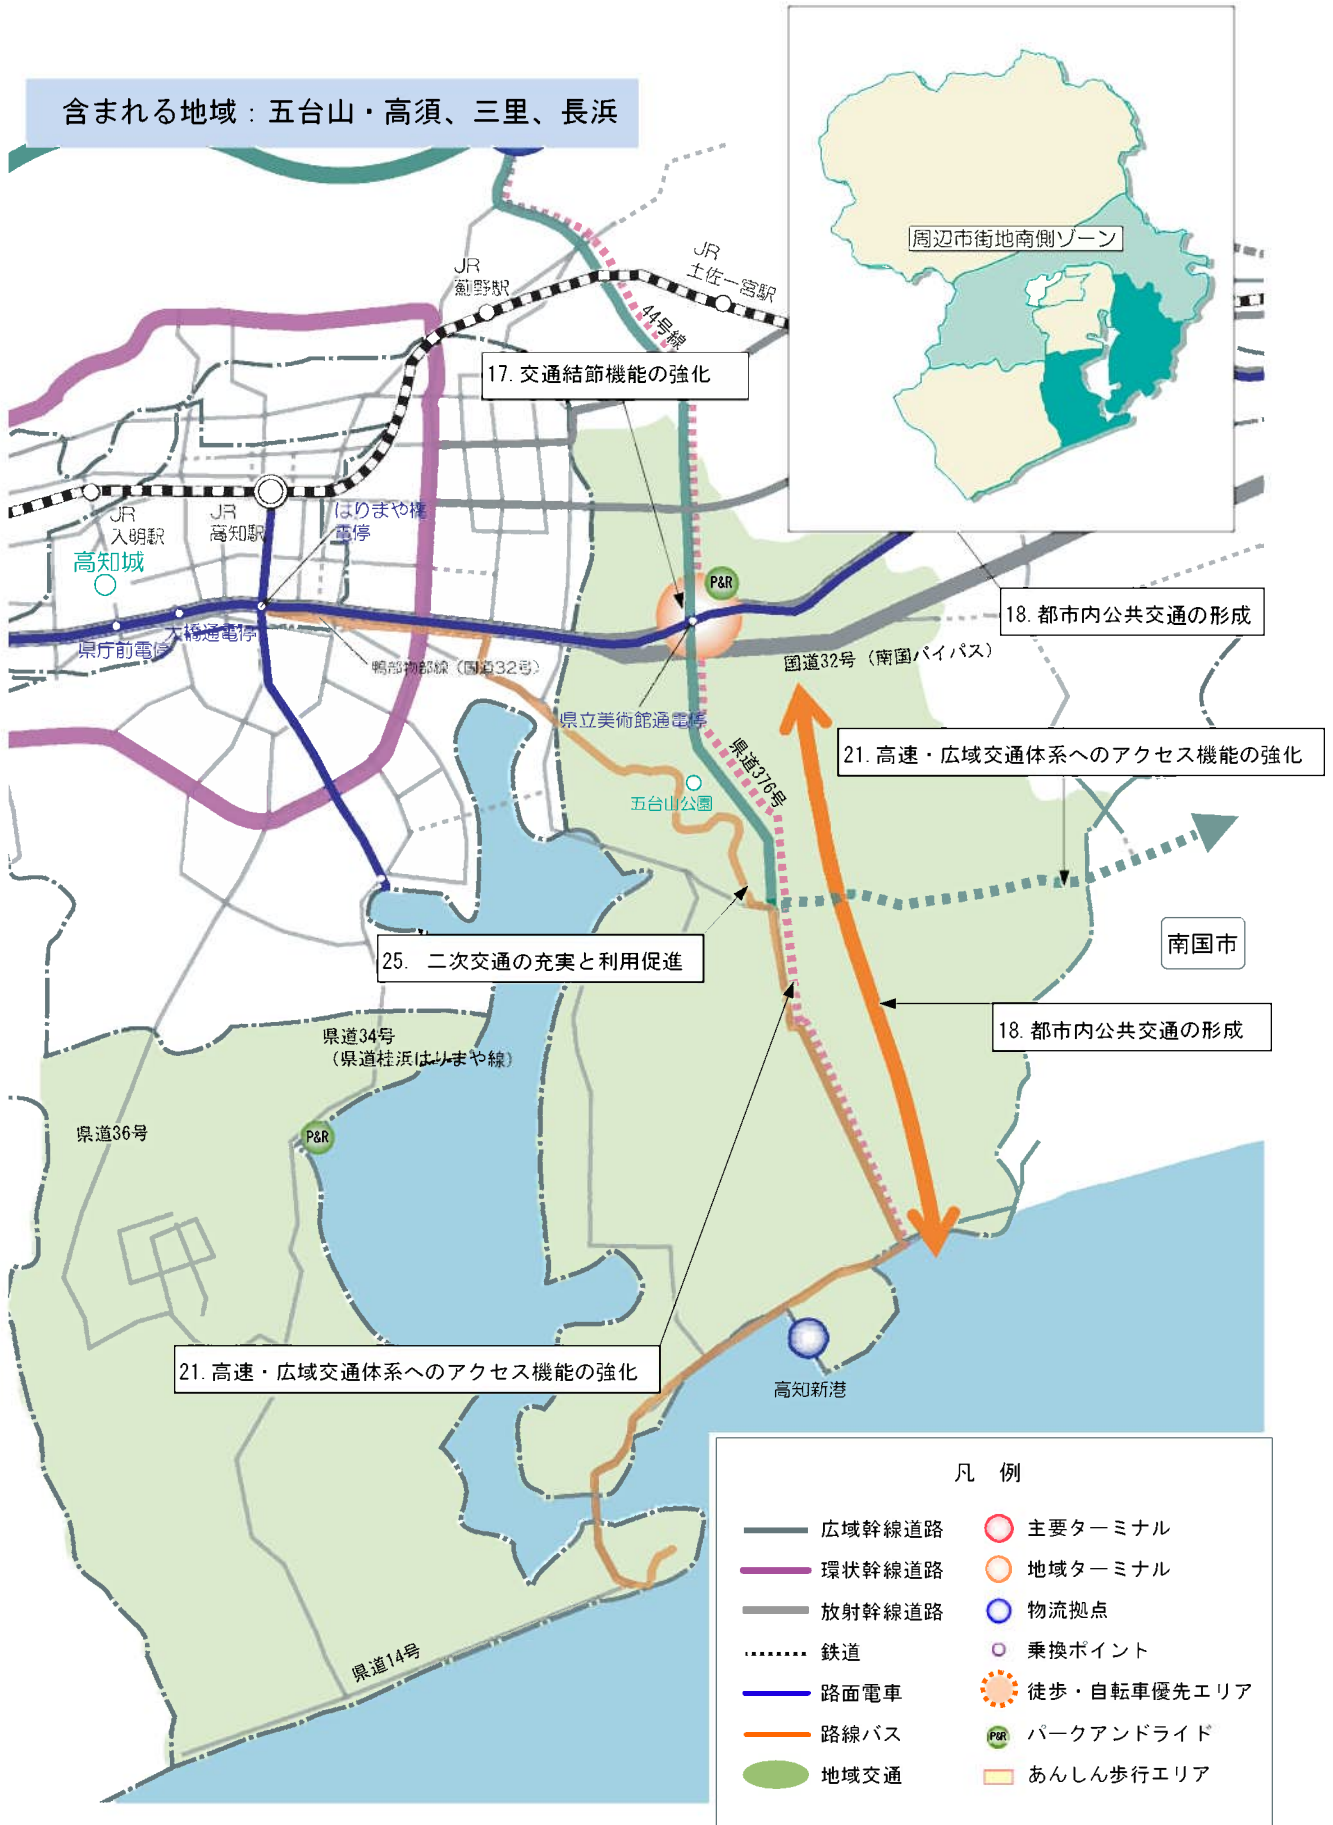 含まれる地域：五台山・高須、三里、長浜
周辺市街地南側ゾーン
JR
土佐一宮駅
JR
薊野駅
44号線
17. 交通結節機能の強化
JR
入明駅
JR
高知駅
はりまや橋
電停
高知城
P&R
県庁前電停
大橋通電停
鴨部物部線（国道32号）
18. 都市内公共交通の形成
国道32号（南国バイパス）
県立美術館通電停
県道376号
21. 高速・広域交通体系へのアクセス機能の強化
五台山公園
南国市
25. 二次交通の充実と利用促進
18. 都市内公共交通の形成
県道34号
（県道桂浜はりまや線）
県道36号
P&R
21. 高速・広域交通体系へのアクセス機能の強化
高知新港
県道14号
凡 例
広域幹線道路
主要ターミナル
環状幹線道路
地域ターミナル
放射幹線道路
物流拠点
鉄道
乗換ポイント
路面電車
徒歩・自転車優先エリア
路線バス
P&R
パークアンドライド
地域交通
あんしん歩行エリア